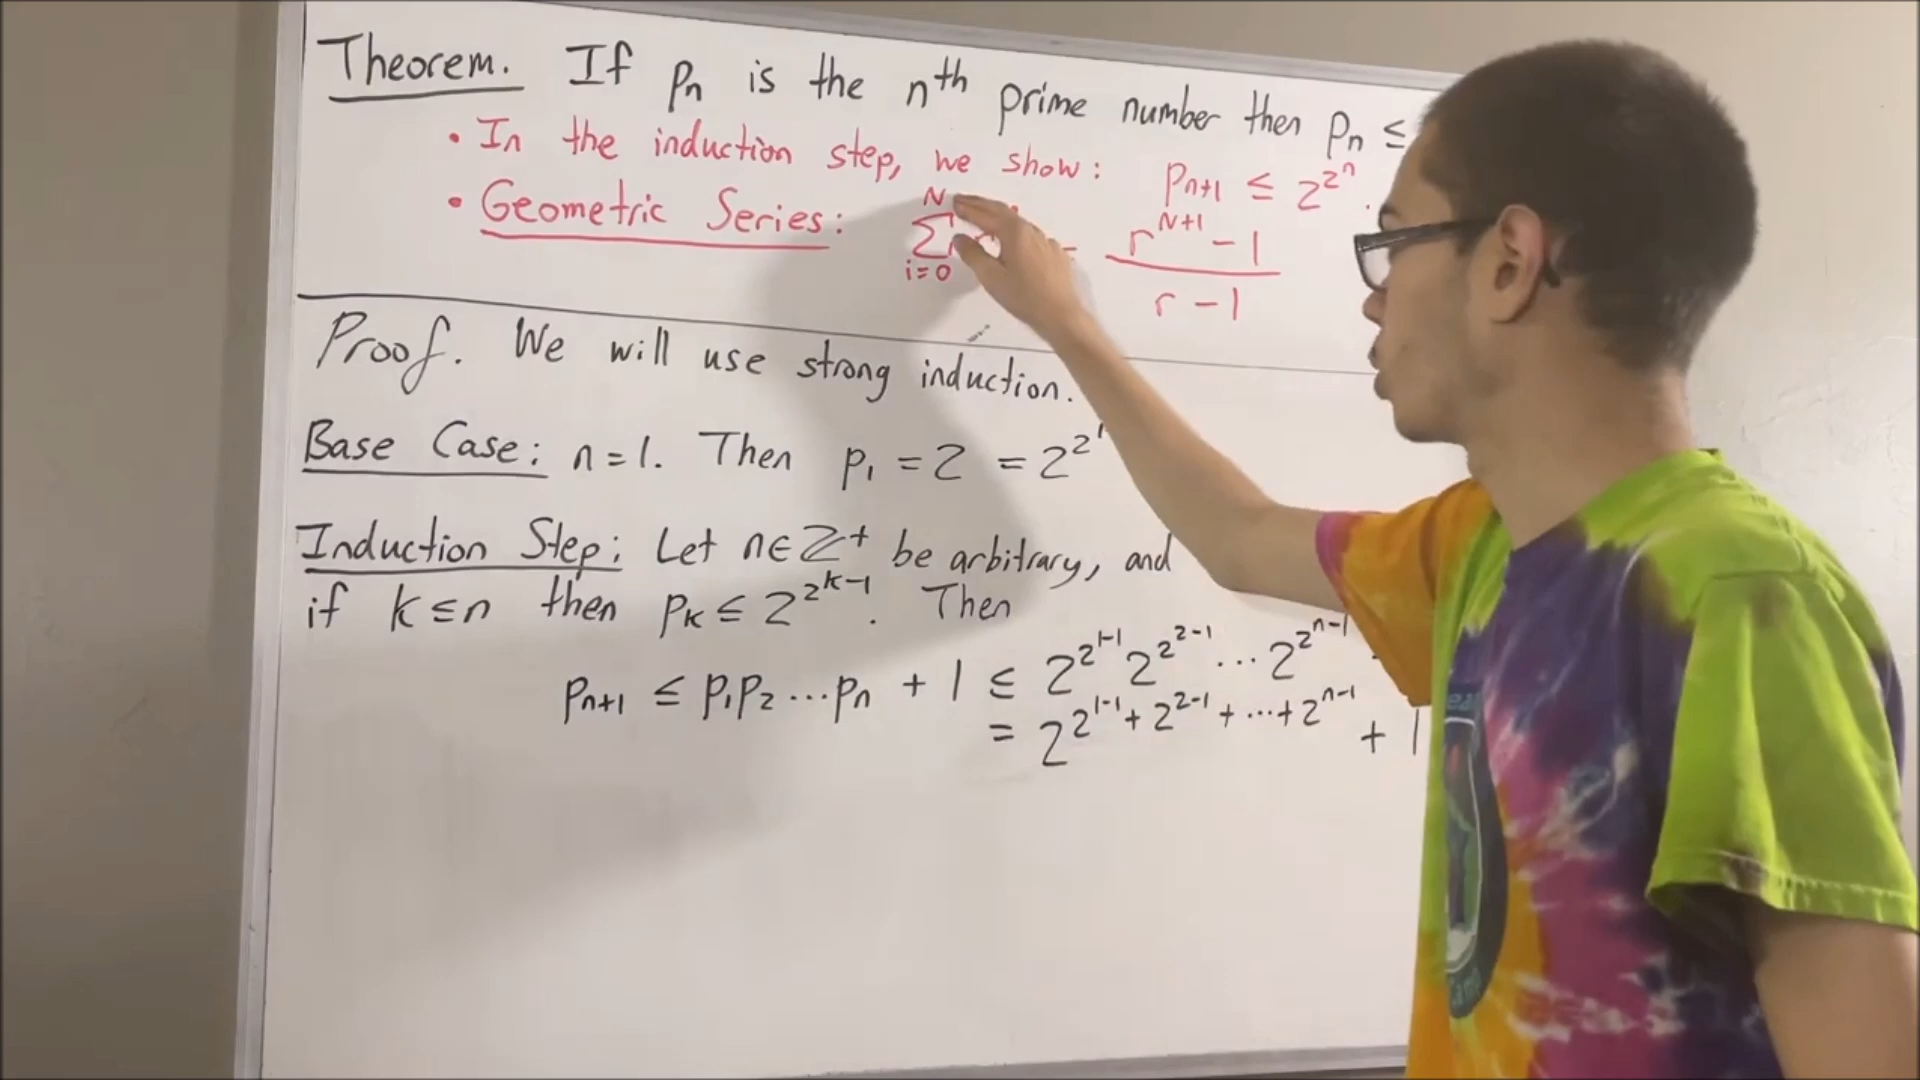 Theorem. If pₙ is the nᵗʰ prime number then pₙ ≤
• In the induction step, we show: pₙ₊₁ ≤ 2^{2^n}.
• Geometric Series: ∑_{i=0}^{N} r = \frac{r^{N+1} - 1}{r - 1}
Proof. We will use strong induction.
Base Case: n=1. Then p₁ = 2 = 2^{2^{1
Induction Step: Let n∈ℤ⁺ be arbitrary, and
if k≤n then pₖ ≤ 2^{2^{k-1}}. Then
pₙ₊₁ ≤ p₁p₂...pₙ + 1 ≤ 2^{2^{1-1}} 2^{2^{2-1}} ... 2^{2^{n-1}}
= 2^{2^{1-1} + 2^{2-1} + ... + 2^{n-1}} + 1